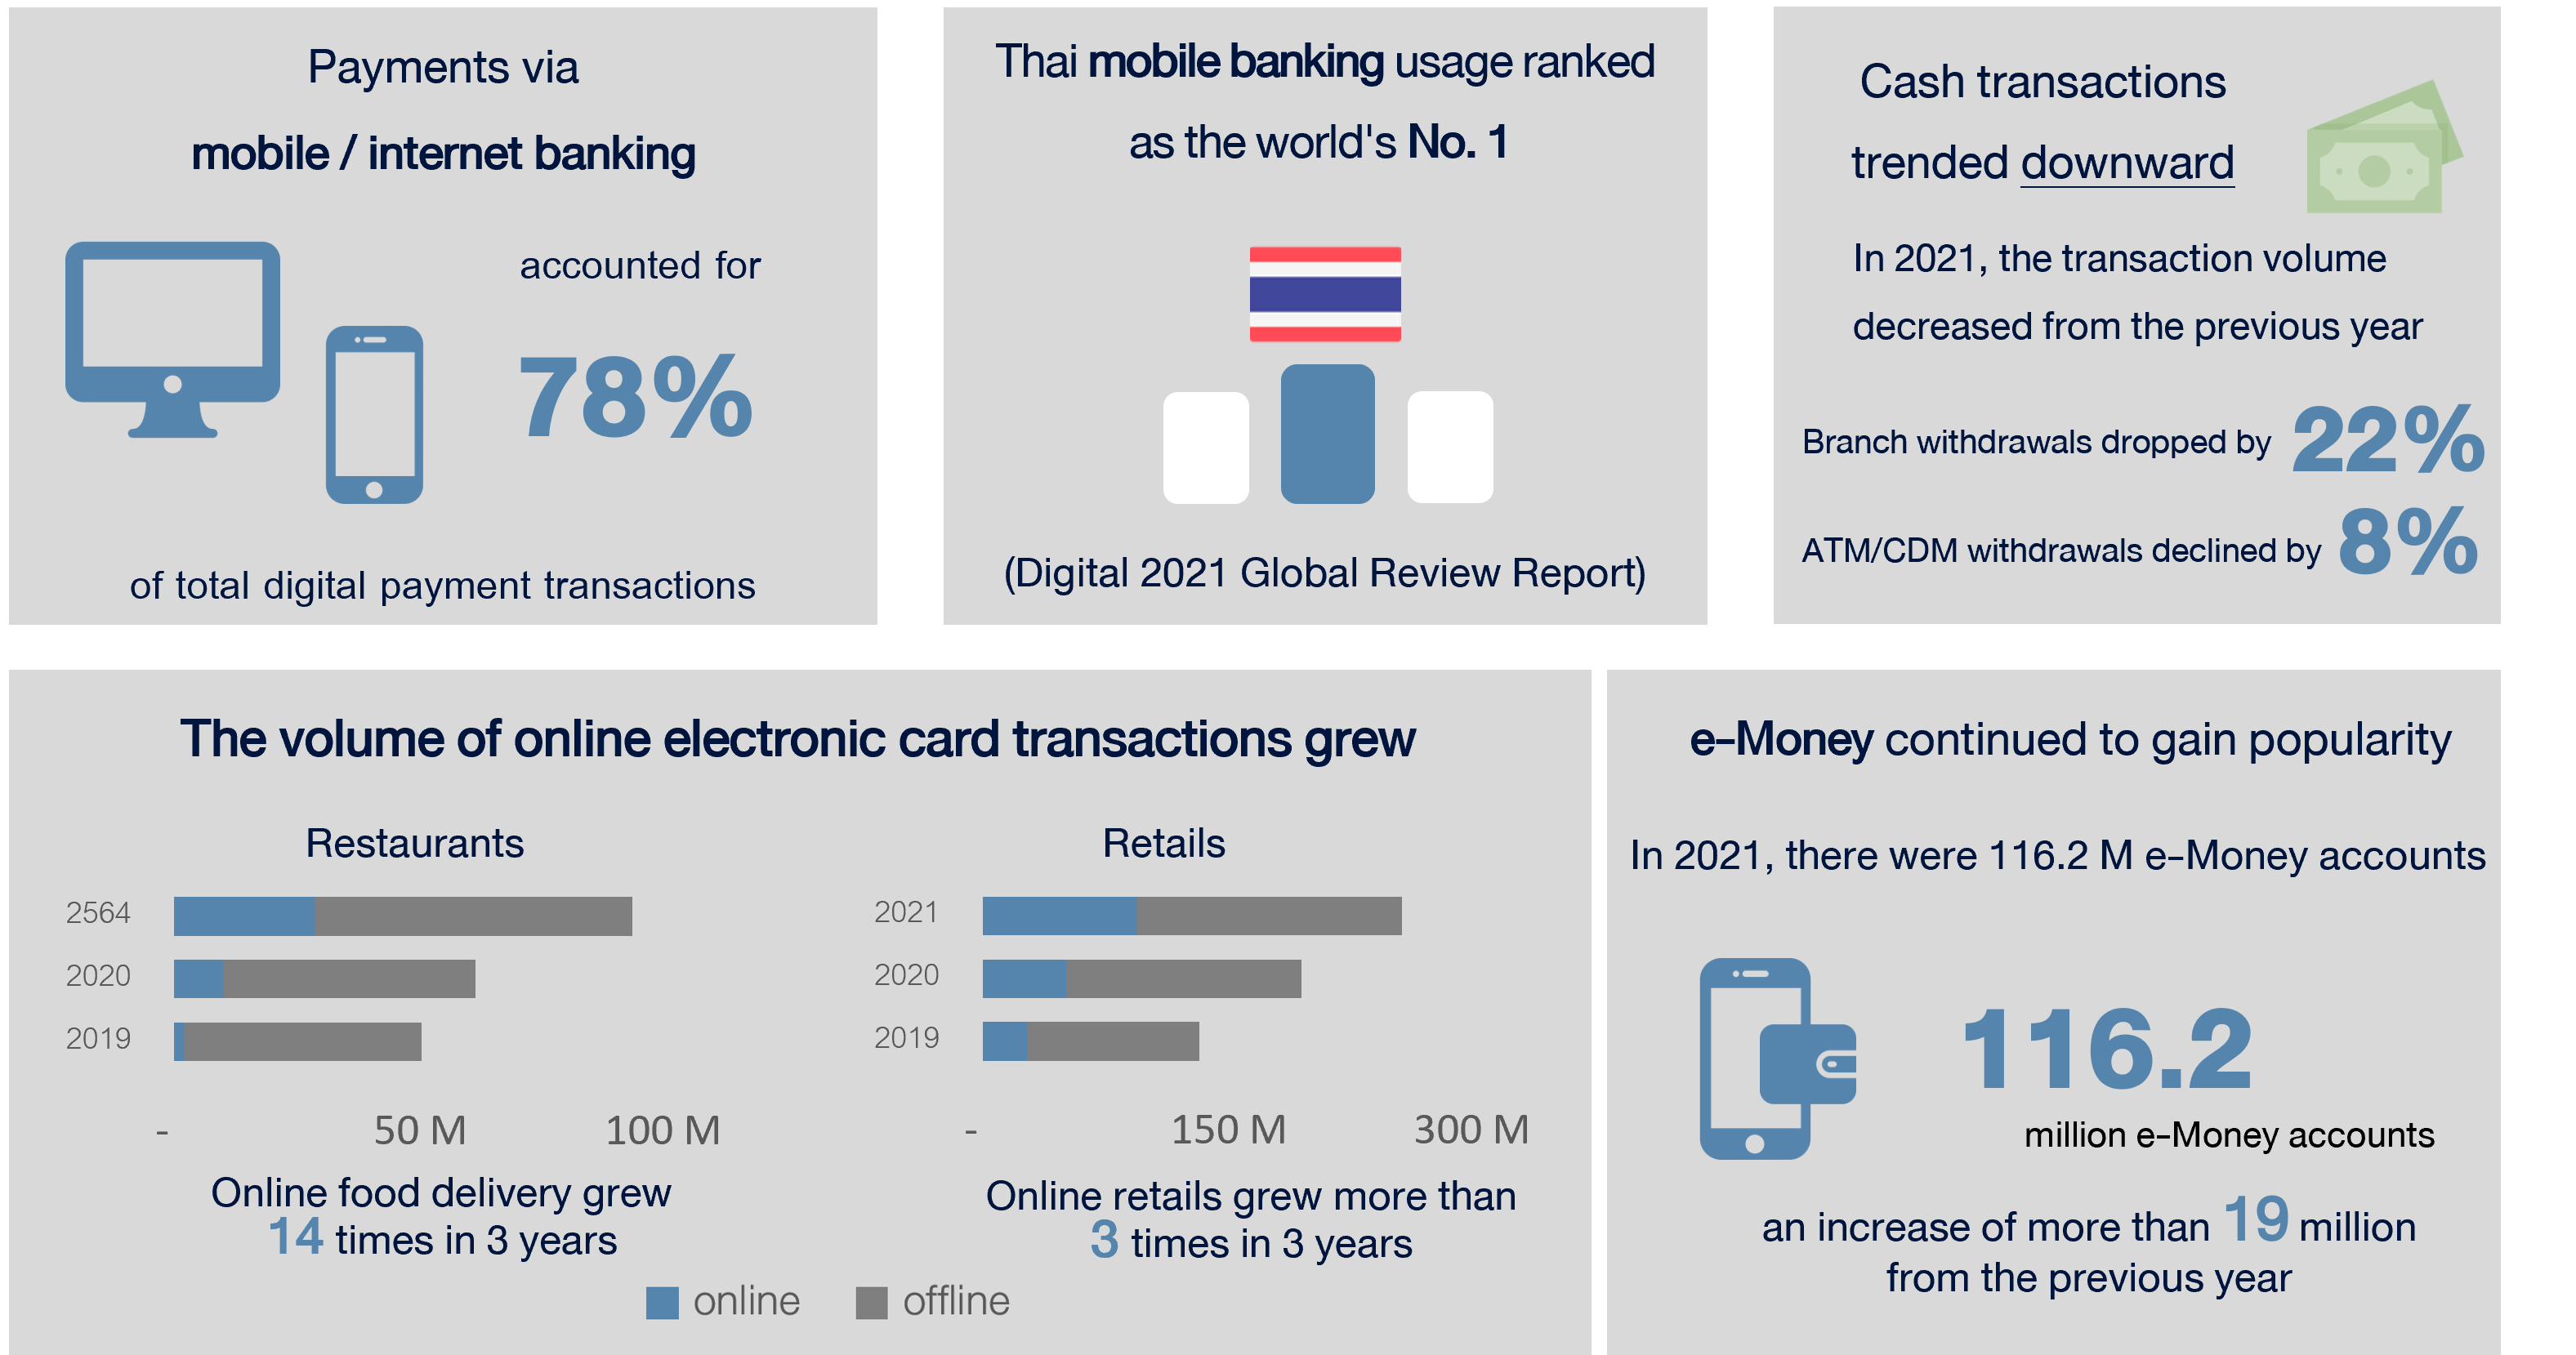 Payments via
mobile / internet banking
accounted for
78%
of total digital payment transactions
Thai mobile banking usage ranked
as the world's No. 1
(Digital 2021 Global Review Report)
Cash transactions
trended downward
In 2021, the transaction volume
decreased from the previous year
Branch withdrawals dropped by 22%
ATM/CDM withdrawals declined by 8%
The volume of online electronic card transactions grew
Restaurants
2564
2020
2019
- 50 M 100 M
Online food delivery grew
14 times in 3 years
Retails
2021
2020
2019
- 150 M 300 M
Online retails grew more than
3 times in 3 years
online offline
e-Money continued to gain popularity
In 2021, there were 116.2 M e-Money accounts
116.2
million e-Money accounts
an increase of more than 19 million
from the previous year